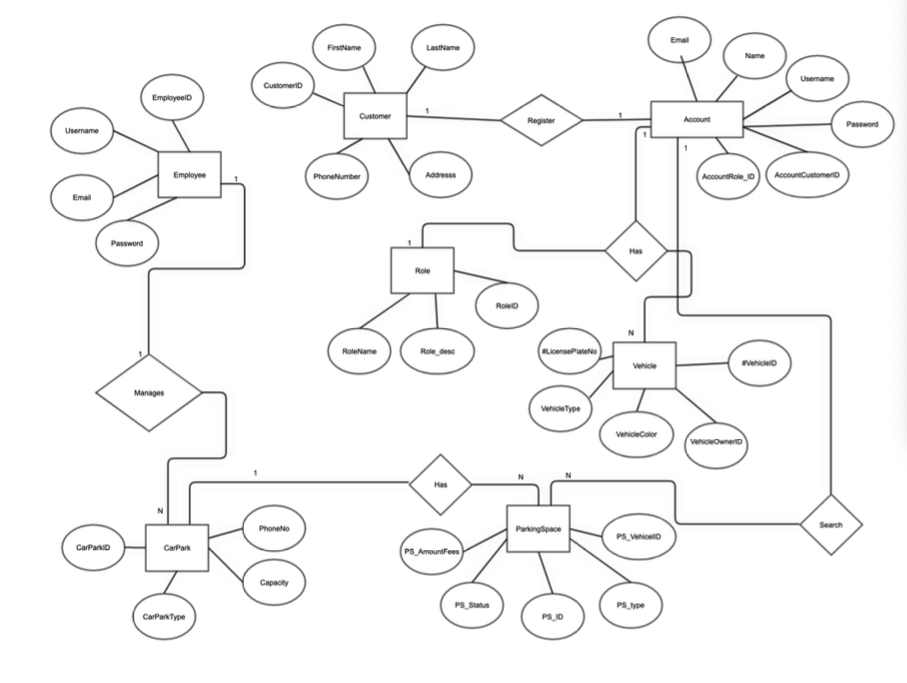 Email
FirstName
LastName
Name
Username
CustomerID
EmployeeID
Customer
1
Register
1
Account
Password
Username
1
1
Employee
1
PhoneNumber
Addresss
AccountRole_ID
AccountCustomerID
Email
Password
1
Has
Role
RoleID
N
RoleName
Role_desc
#LicensePlateNo
Vehicle
#VehicleID
1
Manages
VehicleType
VehicleColor
VehicleOwnerID
1
Has
N
N
N
PhoneNo
ParkingSpace
Search
CarParkID
CarPark
PS_AmountFees
PS_VehicelID
Capacity
CarParkType
PS_Status
PS_ID
PS_type